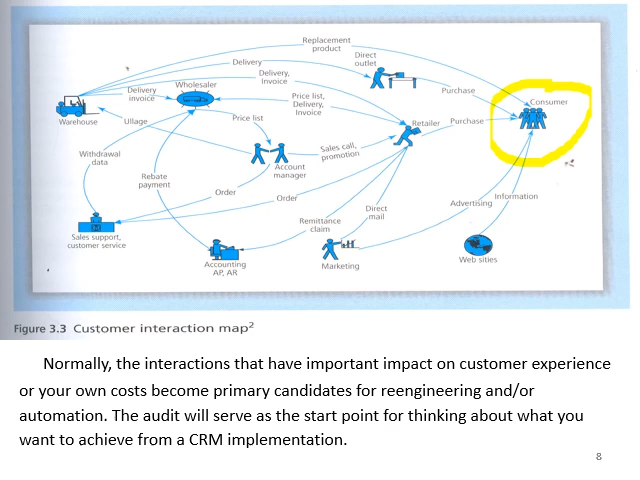 Replacement
product
Direct
outlet
Delivery
Delivery,
Invoice
Wholesaler
Delivery
invoice
Purchase
Price list,
Delivery,
Invoice
Consumer
Warehouse
Ullage
Price list
Retailer
Purchase
Sales call,
promotion
Withdrawal
data
Account
manager
Rebate
payment
Order
Order
Information
Advertising
Direct
mail
Remittance
claim
Sales support,
customer service
Accounting
AP, AR
Marketing
Web sities
Figure 3.3 Customer interaction map2
Normally, the interactions that have important impact on customer experience
or your own costs become primary candidates for reengineering and/or
automation. The audit will serve as the start point for thinking about what you
want to achieve from a CRM implementation.
8